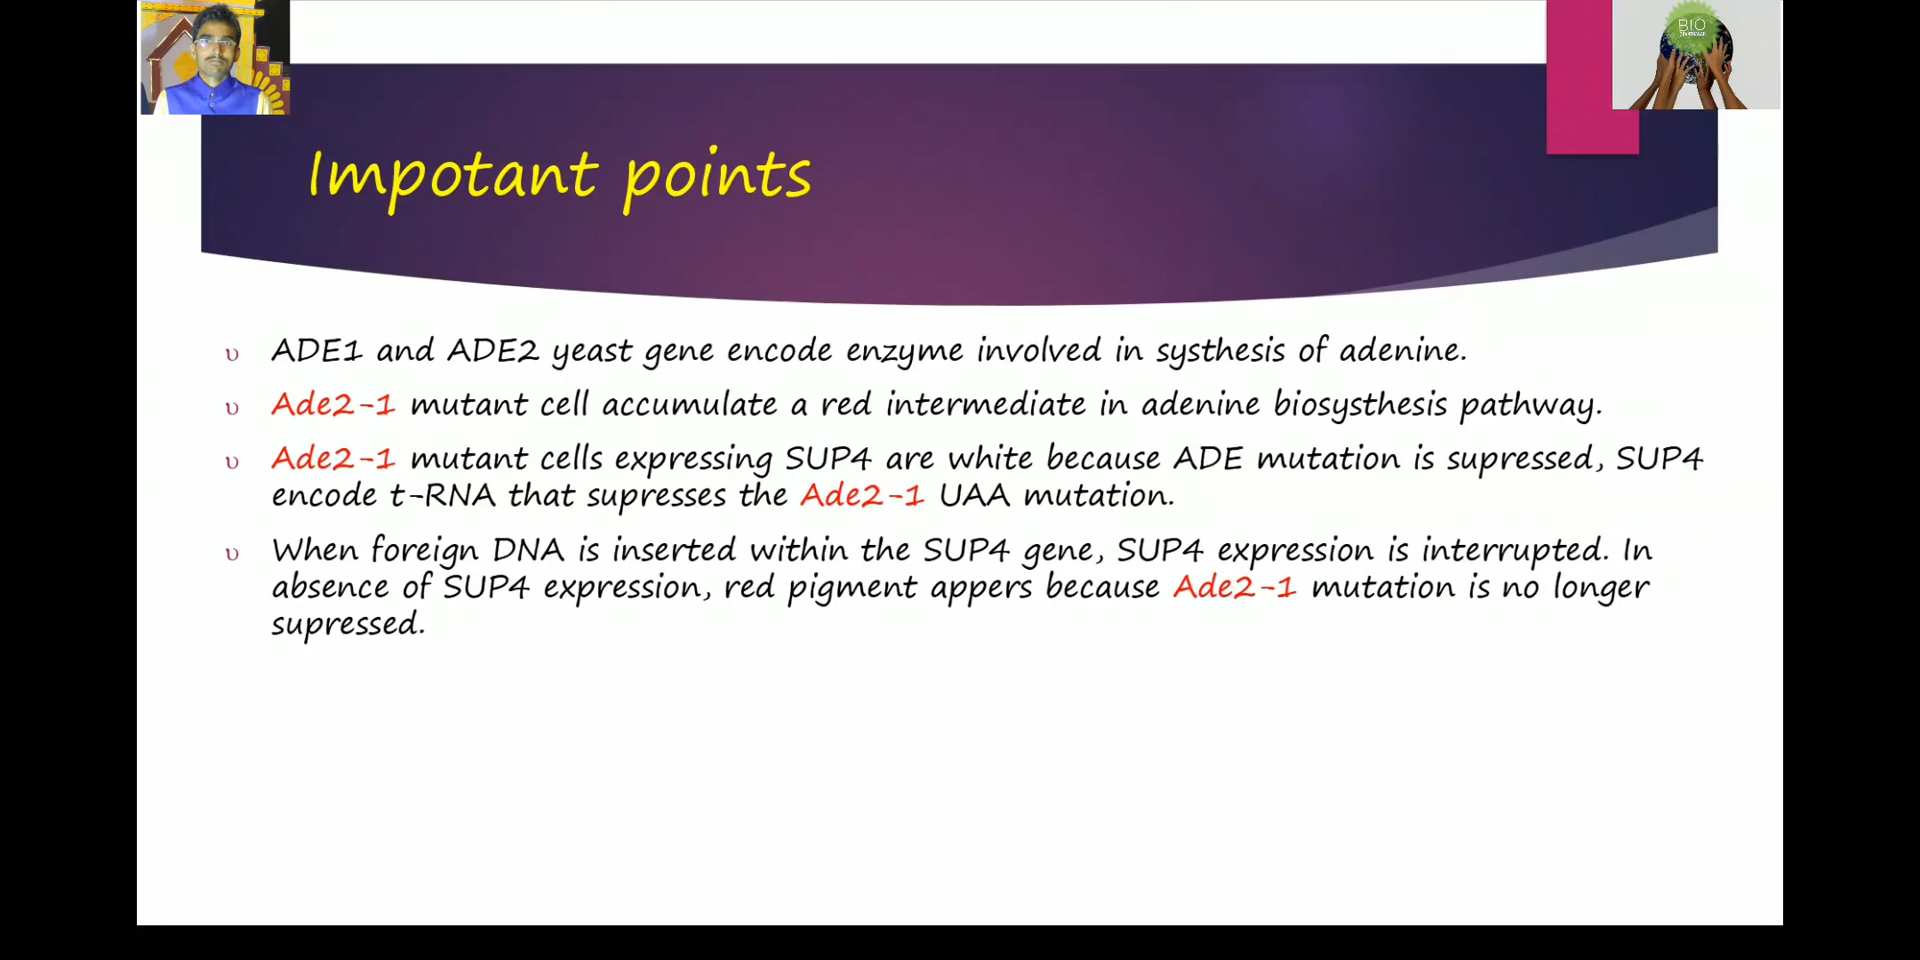 BIO
Impotant points
ADE1 and ADE2 yeast gene encode enzyme involved in systhesis of adenine.
Ade2-1 mutant cell accumulate a red intermediate in adenine biosysthesis pathway.
Ade2-1 mutant cells expressing SUP4 are white because ADE mutation is supressed, SUP4
encode t-RNA that supresses the Ade2-1 UAA mutation.
When foreign DNA is inserted within the SUP4 gene, SUP4 expression is interrupted. In
absence of SUP4 expression, red pigment appers because Ade2-1 mutation is no longer
supressed.